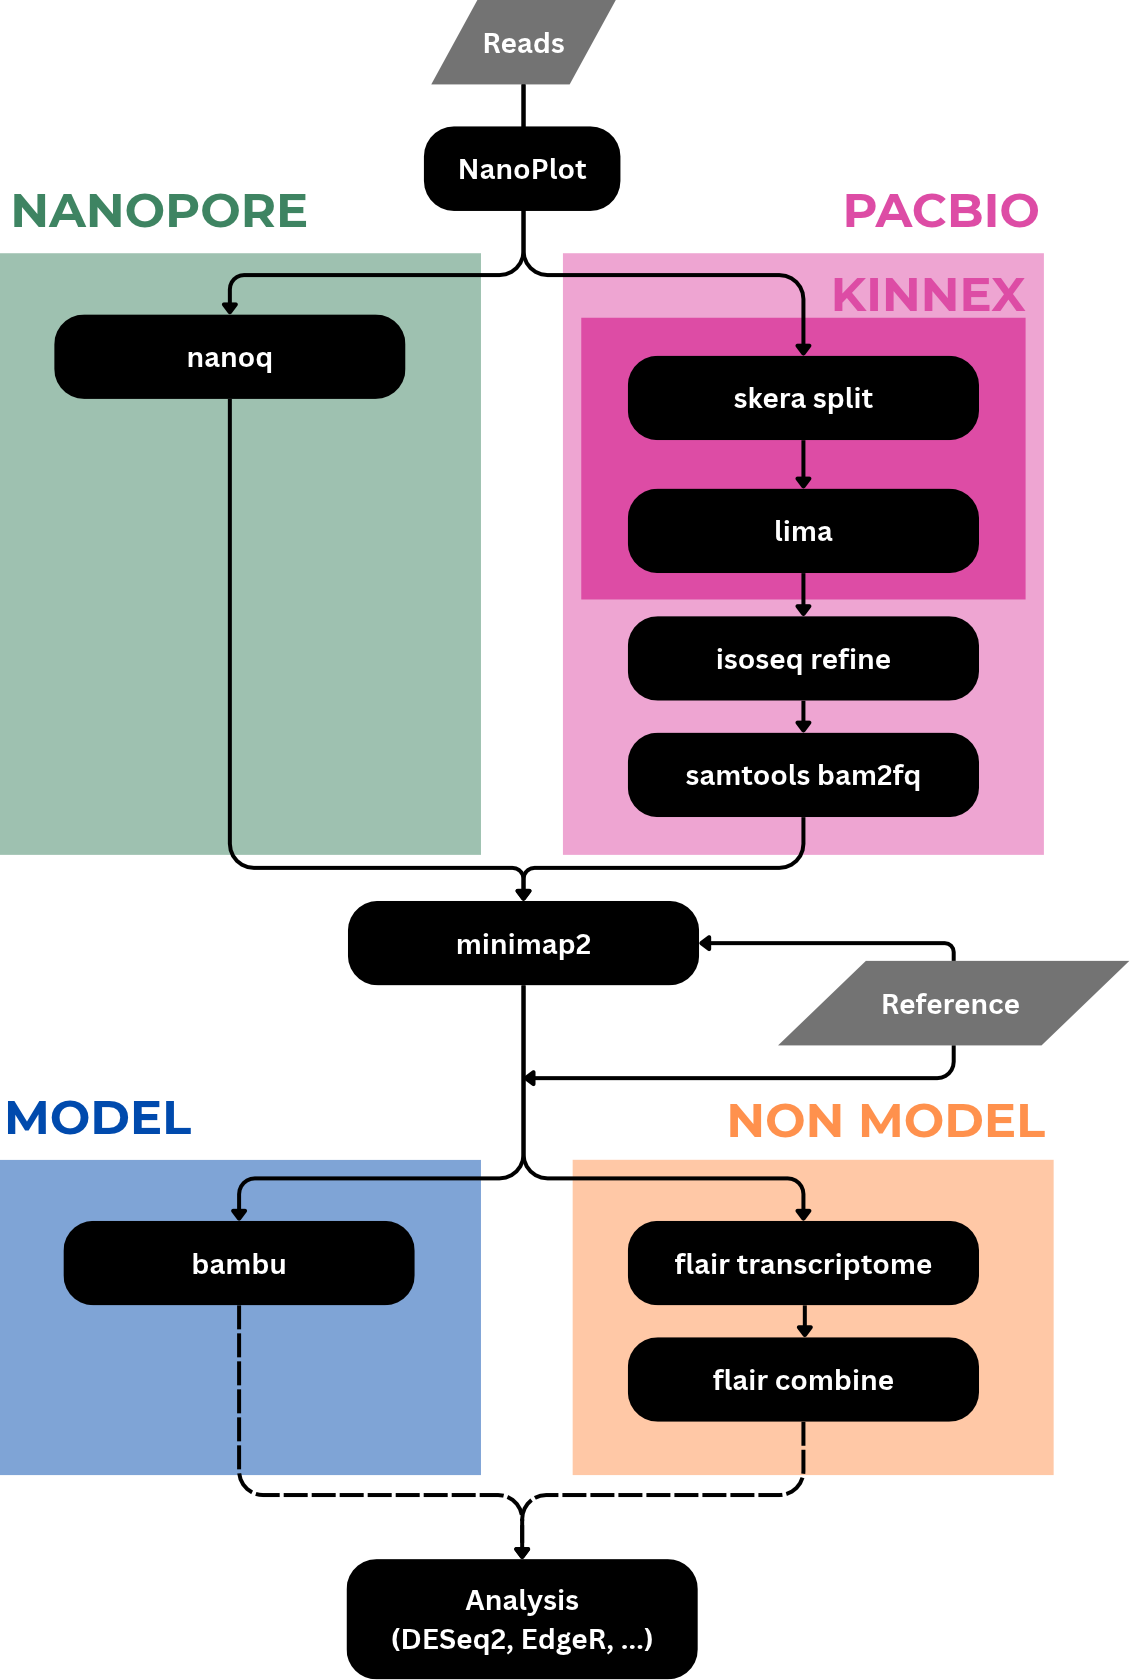 Reads
NanoPlot
NANOPORE
PACBIO
KINNEX
nanoq
skera split
lima
isoseq refine
samtools bam2fq
minimap2
Reference
MODEL
NON MODEL
bambu
flair transcriptome
flair combine
Analysis
(DESeq2, EdgeR, ...)